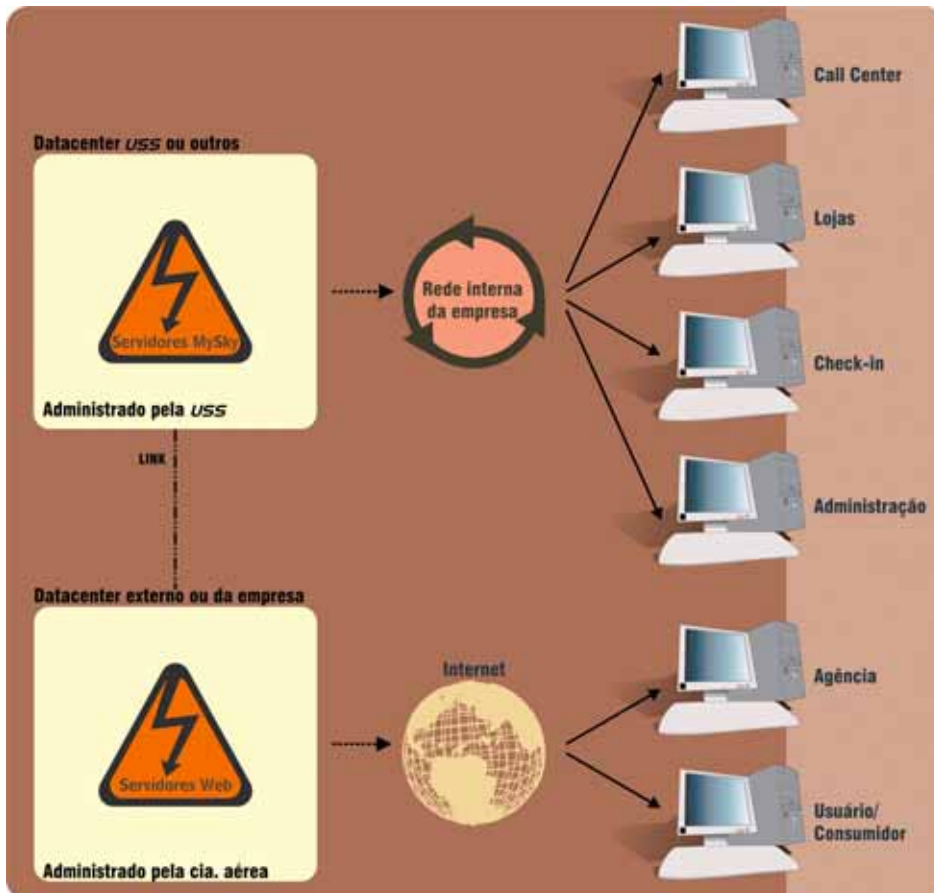 Datacenter USS ou outros
Servidores MySky
Administrado pela USS
LINK
Rede interna
da empresa
Call Center
Lojas
Check-in
Administração
Datacenter externo ou da empresa
Servidores Web
Administrado pela cia. aérea
Internet
Agência
Usuário/
Consumidor